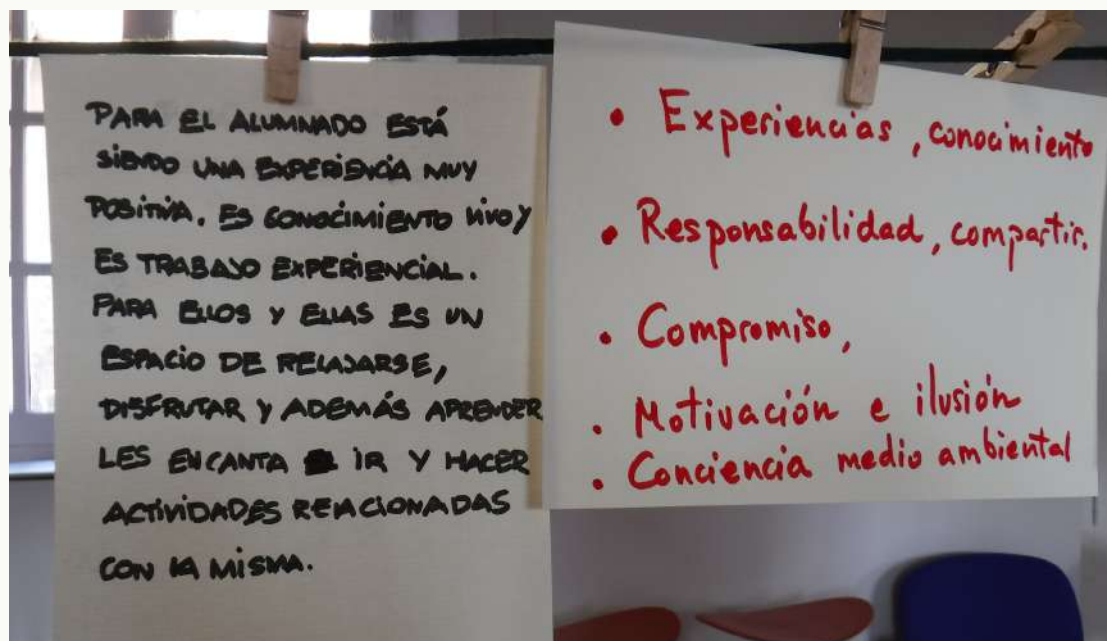 PARA EL ALUMNADO ESTÁ
SIENDO UNA EXPERIENCIA MUY
POSITIVA. ES CONOCIMIENTO VIVO Y
ES TRABAJO EXPERIENCIAL.
PARA ELLOS Y ELLAS ES UN
ESPACIO DE RELAJARSE,
DISFRUTAR Y ADEMÁS APRENDER
LES ENCANTA IR Y HACER
ACTIVIDADES RELACIONADAS
CON LA MISMA.
• Experiencias, conocimiento
• Responsabilidad, compartir.
• Compromiso,
• Motivación e ilusión
• Conciencia medio ambiental